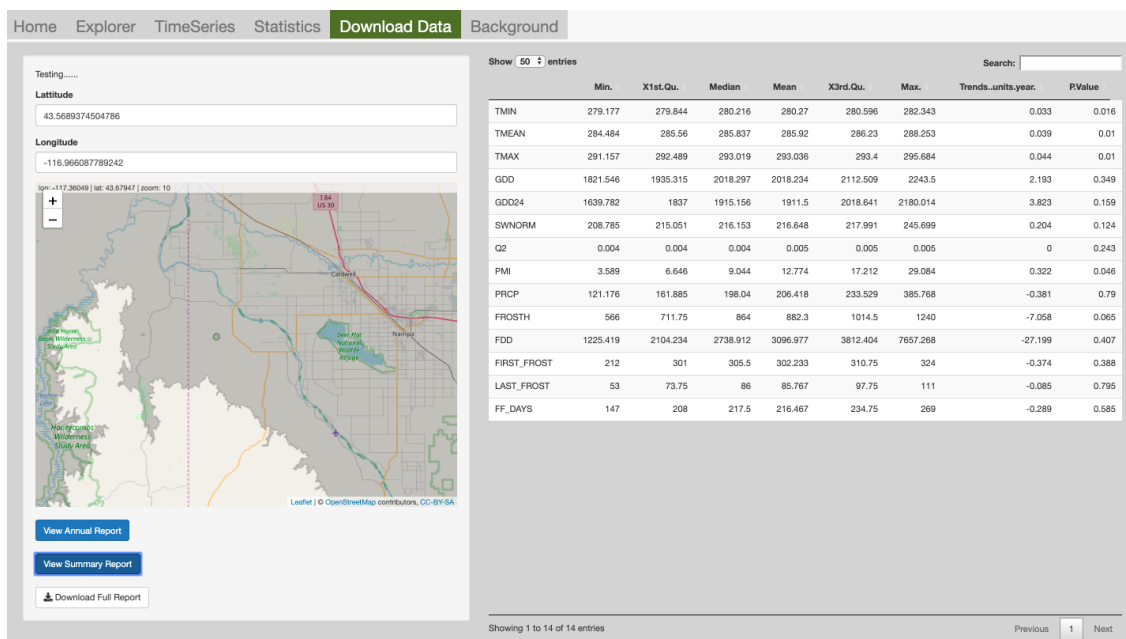 Home Explorer TimeSeries Statistics Download Data Background
Testing......
Lattitude
43.5689374504786
Longitude
-116.966087789242
lon: -117.36049 | lat: 43.67947 | zoom: 10
+
−
I 84
US 30
Caldwell
Nampa
Deer Flat
National
Wildlife
Refuge
Wild Horse
Basin Wilderness
Study Area
Honeycombs
Wilderness
Study Area
Leaflet | © OpenStreetMap contributors, CC-BY-SA
View Annual Report
View Summary Report
Download Full Report
Show 50 entries
Search:
Min. X1st.Qu. Median Mean X3rd.Qu. Max. Trends..units.year. P.Value
TMIN 279.177 279.844 280.216 280.27 280.596 282.343 0.033 0.016
TMEAN 284.484 285.56 285.837 285.92 286.23 288.253 0.039 0.01
TMAX 291.157 292.489 293.019 293.036 293.4 295.684 0.044 0.01
GDD 1821.546 1935.315 2018.297 2018.234 2112.509 2243.5 2.193 0.349
GDD24 1639.782 1837 1915.156 1911.5 2018.641 2180.014 3.823 0.159
SWNORM 208.785 215.051 216.153 216.648 217.991 245.699 0.204 0.124
Q2 0.004 0.004 0.004 0.005 0.005 0.005 0 0.243
PMI 3.589 6.646 9.044 12.774 17.212 29.084 0.322 0.046
PRCP 121.176 161.885 198.04 206.418 233.529 385.768 -0.381 0.79
FROSTH 566 711.75 864 882.3 1014.5 1240 -7.058 0.065
FDD 1225.419 2104.234 2738.912 3096.977 3812.404 7657.268 -27.199 0.407
FIRST_FROST 212 301 305.5 302.233 310.75 324 -0.374 0.388
LAST_FROST 53 73.75 86 85.767 97.75 111 -0.085 0.795
FF_DAYS 147 208 217.5 216.467 234.75 269 -0.289 0.585
Showing 1 to 14 of 14 entries
Previous 1 Next